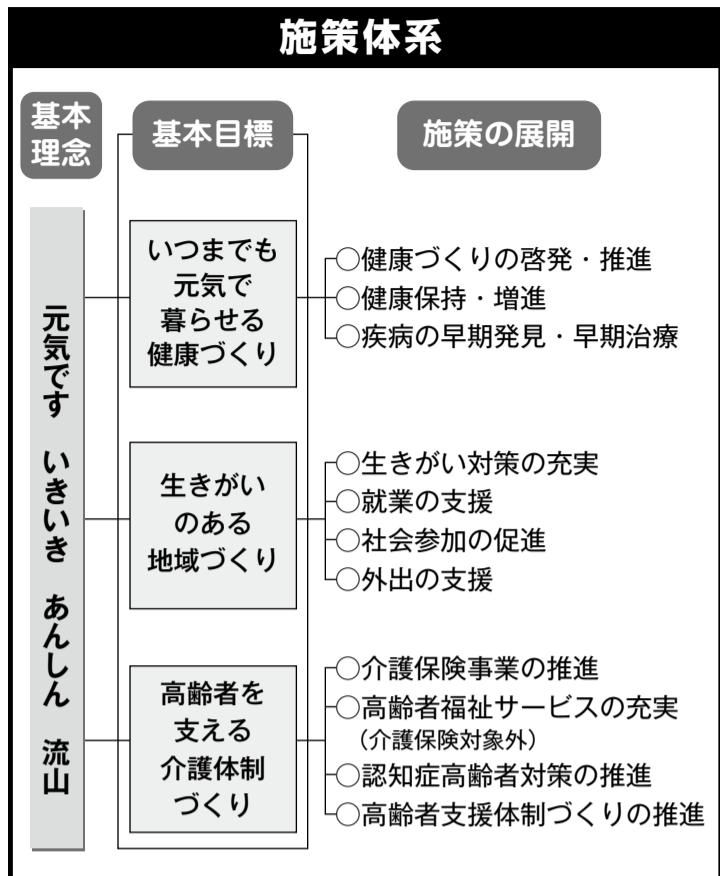 施策体系
基本
理念
基本目標
施策の展開
元気です いきいき あんしん 流山
いつまでも
元気で
暮らせる
健康づくり
○健康づくりの啓発・推進
○健康保持・増進
○疾病の早期発見・早期治療
生きがい
のある
地域づくり
○生きがい対策の充実
○就業の支援
○社会参加の促進
○外出の支援
高齢者を
支える
介護体制
づくり
○介護保険事業の推進
○高齢者福祉サービスの充実
（介護保険対象外）
○認知症高齢者対策の推進
○高齢者支援体制づくりの推進